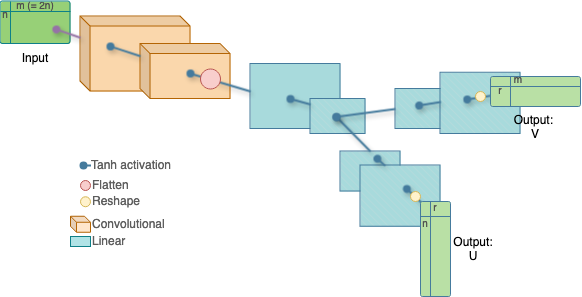 m (= 2n)
n
Input
m
r
Output:
V
Tanh activation
Flatten
Reshape
Convolutional
Linear
r
n
Output:
U